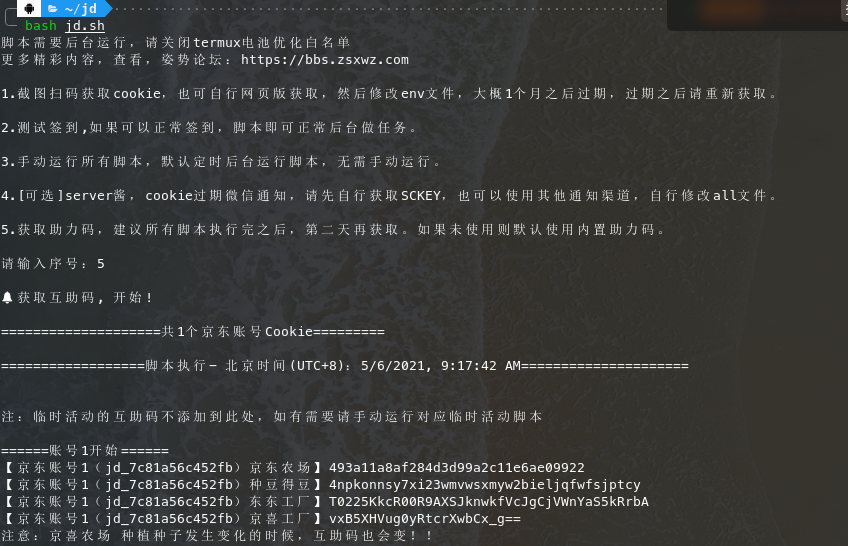 ~/jd
bash jd.sh
脚本需要后台运行，请关闭termux电池优化白名单
更多精彩内容，查看，姿势论坛：https://bbs.zsxwz.com
1.截图扫码获取cookie，也可自行网页版获取，然后修改env文件，大概1个月之后过期，过期之后请重新获取。
2.测试签到,如果可以正常签到，脚本即可正常后台做任务。
3.手动运行所有脚本，默认定时后台运行脚本，无需手动运行。
4.[可选]server酱，cookie过期微信通知，请先自行获取SCKEY，也可以使用其他通知渠道，自行修改all文件。
5.获取助力码，建议所有脚本执行完之后，第二天再获取。如果未使用则默认使用内置助力码。
请输入序号：5
🔔获取互助码, 开始!
====================共1个京东账号Cookie=========
==================脚本执行- 北京时间(UTC+8)：5/6/2021, 9:17:42 AM=====================
注：临时活动的互助码不添加到此处，如有需要请手动运行对应临时活动脚本
======账号1开始======
【京东账号1（jd_7c81a56c452fb）京东农场】493a11a8af284d3d99a2c11e6ae09922
【京东账号1（jd_7c81a56c452fb）种豆得豆】4npkonnsy7xi23wmvwsxmyw2bieljqfwfsjptcy
【京东账号1（jd_7c81a56c452fb）东东工厂】T0225KkcR00R9AXSJknwkfVcJgCjVWnYaS5kRrbA
【京东账号1（jd_7c81a56c452fb）京喜工厂】vxB5XHVug0yRtcrXwbCx_g==
注意：京喜农场 种植种子发生变化的时候，互助码也会变！！